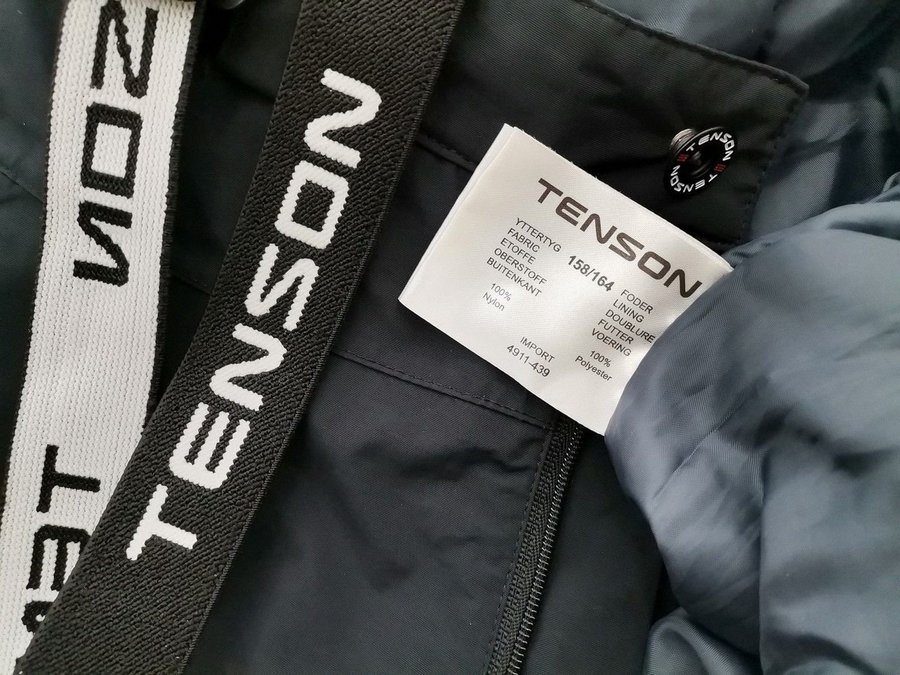 TENSON
TENSON
TENSON
YTTERTYG
FABRIC
ETOFFE
OBERSTOFF
BUITENKANT
100%
Nylon
158/164
FODER
LINING
DOUBLURE
FUTTER
VOERING
100%
Polyester
IMPORT
4911-439
TENSON TENSON